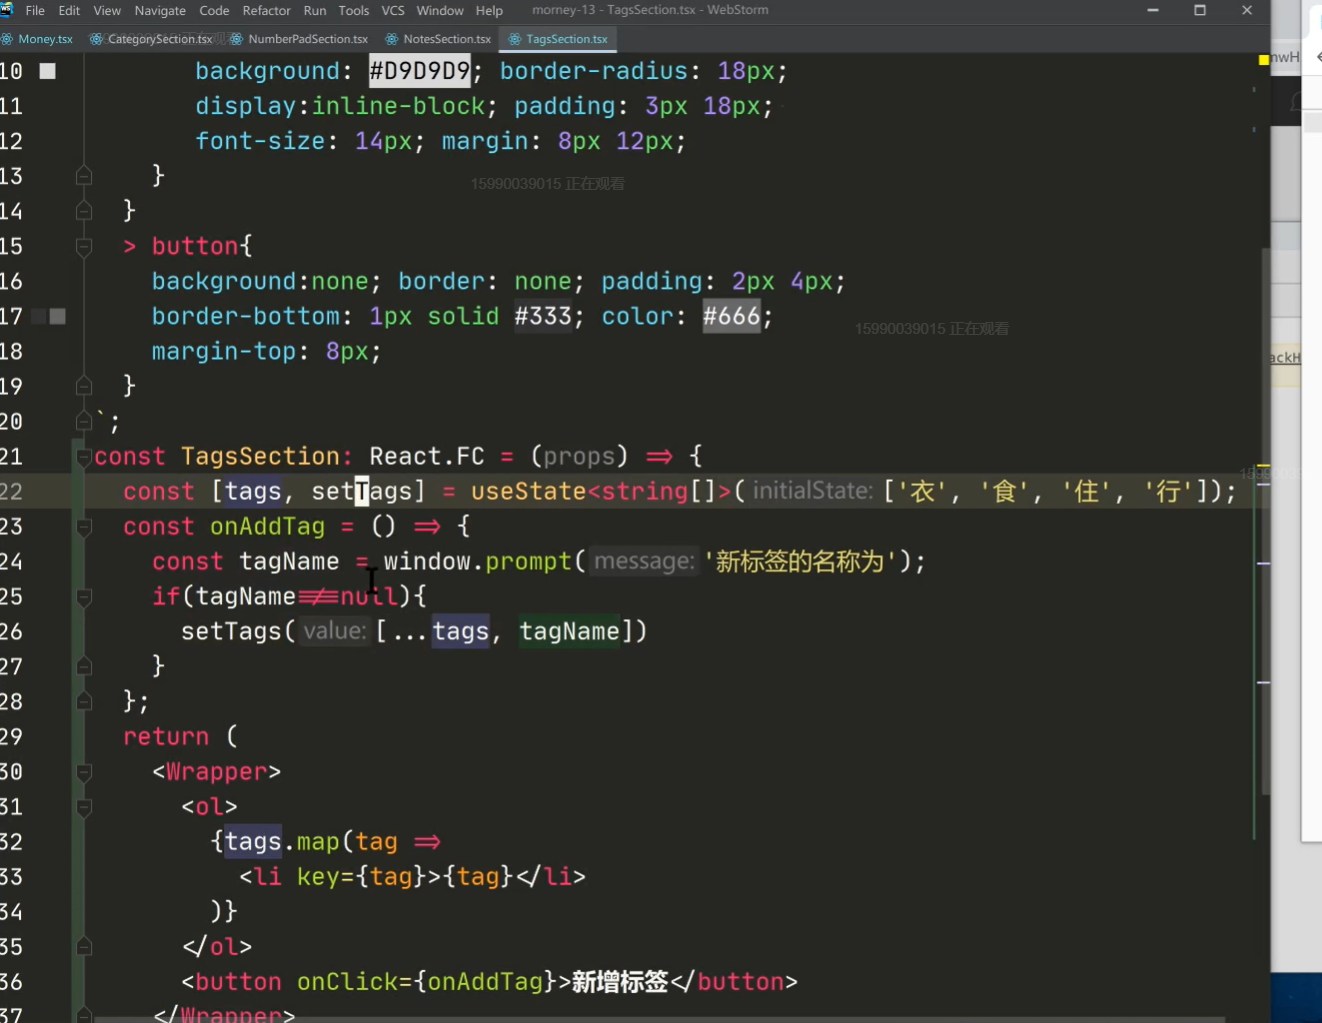 File Edit View Navigate Code Refactor Run Tools VCS Window Help morney-13 - TagsSection.tsx - WebStorm
Money.tsx CategorySection.tsx NumberPadSection.tsx NotesSection.tsx TagsSection.tsx
10 background: #D9D9D9; border-radius: 18px;
11 display:inline-block; padding: 3px 18px;
12 font-size: 14px; margin: 8px 12px;
13 }
15990039015 正在观看
14 }
15 > button{
16 background:none; border: none; padding: 2px 4px;
17 border-bottom: 1px solid #333; color: #666;
15990039015 正在观看
18 margin-top: 8px;
19 }
20 `;
21 const TagsSection: React.FC = (props) => {
22 const [tags, setTags] = useState<string[]>(initialState: ['衣', '食', '住', '行']);
23 const onAddTag = () => {
24 const tagName = window.prompt(message: '新标签的名称为');
25 if(tagName!==null){
26 setTags(value: [...tags, tagName])
27 }
28 };
29 return (
30 <Wrapper>
31 <ol>
32 {tags.map(tag =>
33 <li key={tag}>{tag}</li>
34 )}
35 </ol>
36 <button onClick={onAddTag}>新增标签</button>
37 </Wrapper>